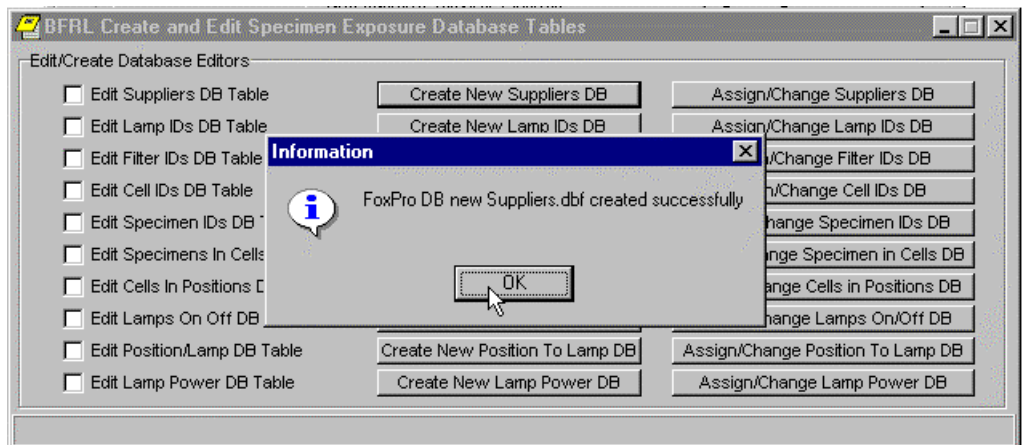 BFRL Create and Edit Specimen Exposure Database Tables
Edit/Create Database Editors
Edit Suppliers DB Table Create New Suppliers DB Assign/Change Suppliers DB
Edit Lamp IDs DB Table Create New Lamp IDs DB Assign/Change Lamp IDs DB
Edit Filter IDs DB Table /Change Filter IDs DB
Edit Cell IDs DB Table /Change Cell IDs DB
Edit Specimen IDs DB hange Specimen IDs DB
Edit Specimens In Cells nge Specimen in Cells DB
Edit Cells In Positions ange Cells in Positions DB
Edit Lamps On Off DB hange Lamps On/Off DB
Edit Position/Lamp DB Table Create New Position To Lamp DB Assign/Change Position To Lamp DB
Edit Lamp Power DB Table Create New Lamp Power DB Assign/Change Lamp Power DB
Information
FoxPro DB new Suppliers.dbf created successfully
OK